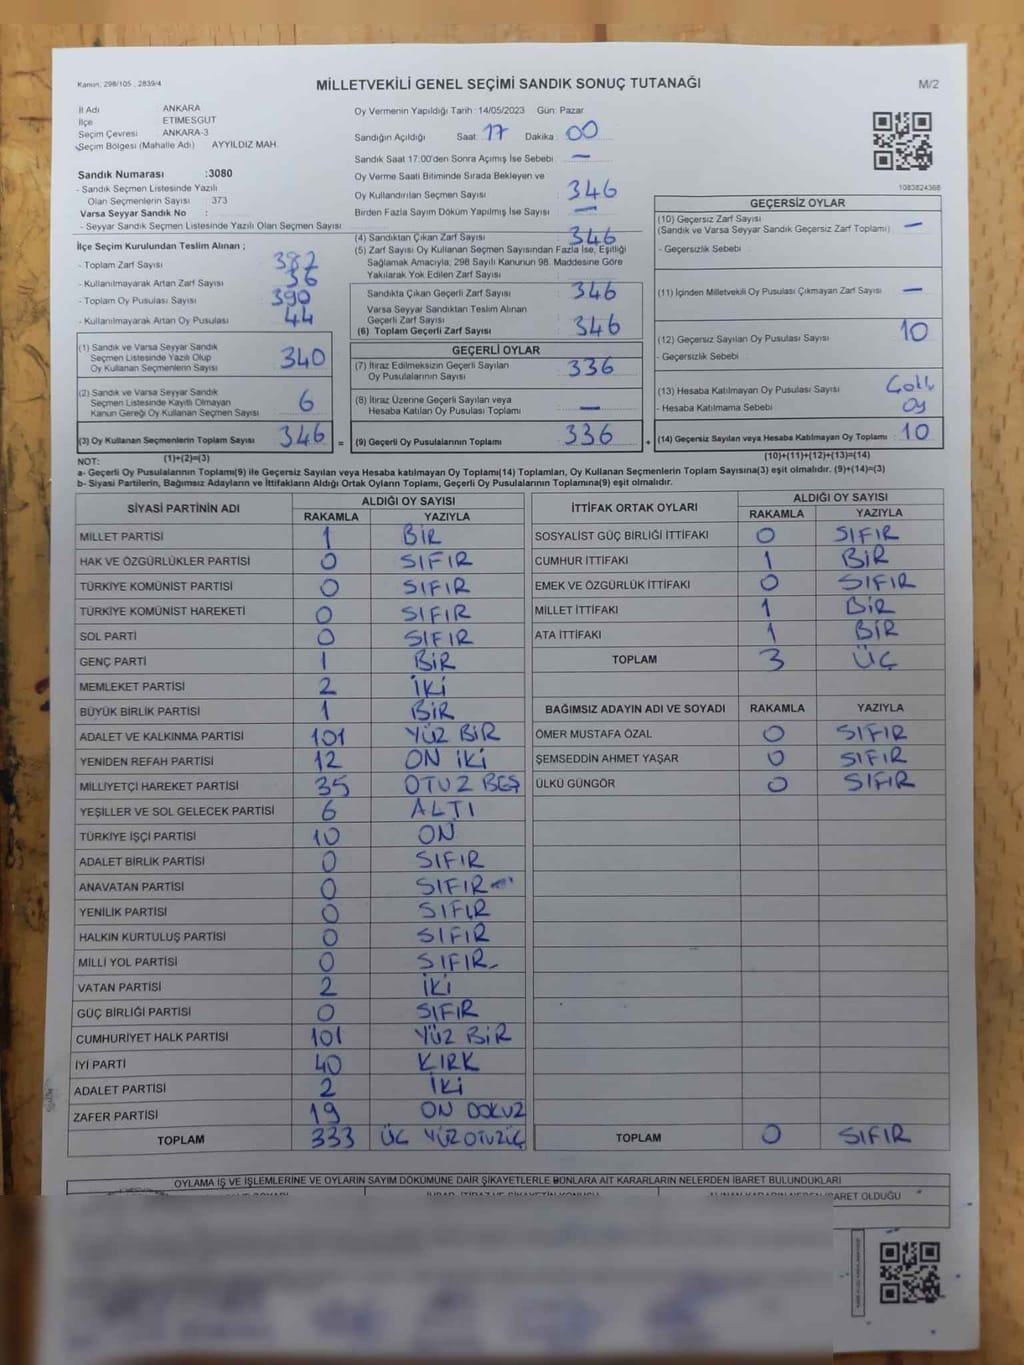 Kanun, 298/105 , 2839/4
MİLLETVEKİLİ GENEL SEÇİMİ SANDIK SONUÇ TUTANAĞI
M/2
İl Adı ANKARA
İlçe ETIMESGUT
Seçim Çevresi ANKARA-3
Seçim Bölgesi (Mahalle Adı) AYYILDIZ MAH.
Sandık Numarası :3080
- Sandık Seçmen Listesinde Yazılı
Olan Seçmenlerin Sayısı : 373
Varsa Seyyar Sandık No :
- Seyyar Sandık Seçmen Listesinde Yazılı Olan Seçmen Sayısı :
İlçe Seçim Kurulundan Teslim Alınan ;
- Toplam Zarf Sayısı 382
- Kullanılmayarak Artan Zarf Sayısı 36
- Toplam Oy Pusulası Sayısı 390
- Kullanılmayarak Artan Oy Pusulası 44
(1) Sandık ve Varsa Seyyar Sandık
Seçmen Listesinde Yazılı Olup
Oy Kullanan Seçmenlerin Sayısı 340
(2) Sandık ve Varsa Seyyar Sandık
Seçmen Listesinde Kayıtlı Olmayan
Kanun Gereği Oy Kullanan Seçmen Sayısı 6
(3) Oy Kullanan Seçmenlerin Toplam Sayısı 346 =
Oy Vermenin Yapıldığı Tarih : 14/05/2023 Gün: Pazar
Sandığın Açıldığı Saat: 17 Dakika : 00
Sandık Saat 17:00'den Sonra Açımış İse Sebebi : —
Oy Verme Saati Bitiminde Sırada Bekleyen ve
Oy Kullandırılan Seçmen Sayısı : 346
Birden Fazla Sayım Döküm Yapılmış İse Sayısı : —
(4) Sandıktan Çıkan Zarf Sayısı 346
(5) Zarf Sayısı Oy Kullanan Seçmen Sayısından Fazla İse, Eşitliği
Sağlamak Amacıyla; 298 Sayılı Kanunun 98. Maddesine Göre
Yakılarak Yok Edilen Zarf Sayısı :
Sandıkta Çıkan Geçerli Zarf Sayısı 346
Varsa Seyyar Sandıktan Teslim Alınan
Geçerli Zarf Sayısı :
(6) Toplam Geçerli Zarf Sayısı 346
GEÇERLİ OYLAR
(7) İtiraz Edilmeksizin Geçerli Sayılan
Oy Pusulalarının Sayısı 336
(8) İtiraz Üzerine Geçerli Sayılan veya
Hesaba Katılan Oy Pusulası Toplamı —
(9) Geçerli Oy Pusulalarının Toplamı 336 +
1083824368
GEÇERSİZ OYLAR
(10) Geçersiz Zarf Sayısı
(Sandık ve Varsa Seyyar Sandık Geçersiz Zarf Toplamı) —
- Geçersizlik Sebebi :
(11) İçinden Milletvekili Oy Pusulası Çıkmayan Zarf Sayısı —
(12) Geçersiz Sayılan Oy Pusulası Sayısı 10
- Geçersizlik Sebebi :
(13) Hesaba Katılmayan Oy Pusulası Sayısı
- Hesaba Katılmama Sebebi : oy
(14) Geçersiz Sayılan veya Hesaba Katılmayan Oy Toplamı : 10
NOT: (1)+(2)=(3) (10)+(11)+(12)+(13)=(14)
a- Geçerli Oy Pusulalarının Toplamı(9) ile Geçersiz Sayılan veya Hesaba katılmayan Oy Toplamı(14) Toplamları, Oy Kullanan Seçmenlerin Toplam Sayısına(3) eşit olmalıdır. (9)+(14)=(3)
b- Siyasi Partilerin, Bağımsız Adayların ve İttifakların Aldığı Ortak Oyların Toplamı, Geçerli Oy Pusulalarının Toplamına(9) eşit olmalıdır.
SİYASİ PARTİNİN ADI ALDIĞI OY SAYISI
RAKAMLA YAZIYLA
MİLLET PARTİSİ 1 BİR
HAK VE ÖZGÜRLÜKLER PARTİSİ 0 SIFIR
TÜRKİYE KOMÜNİST PARTİSİ 0 SIFIR
TÜRKİYE KOMÜNİST HAREKETİ 0 SIFIR
SOL PARTİ 0 SIFIR
GENÇ PARTİ 1 BİR
MEMLEKET PARTİSİ 2 İKİ
BÜYÜK BİRLİK PARTİSİ 1 BİR
ADALET VE KALKINMA PARTİSİ 101 YÜZ BİR
YENİDEN REFAH PARTİSİ 12 ON İKİ
MİLLİYETÇİ HAREKET PARTİSİ 35 OTUZ BEŞ
YEŞİLLER VE SOL GELECEK PARTİSİ 6 ALTI
TÜRKİYE İŞÇİ PARTİSİ 10 ON
ADALET BİRLİK PARTİSİ 0 SIFIR
ANAVATAN PARTİSİ 0 SIFIR
YENİLİK PARTİSİ 0 SIFIR
HALKIN KURTULUŞ PARTİSİ 0 SIFIR
MİLLİ YOL PARTİSİ 0 SIFIR
VATAN PARTİSİ 2 İKİ
GÜÇ BİRLİĞİ PARTİSİ 0 SIFIR
CUMHURİYET HALK PARTİSİ 101 YÜZ BİR
İYİ PARTİ 40 KIRK
ADALET PARTİSİ 2 İKİ
ZAFER PARTİSİ 19 ON DOKUZ
TOPLAM 333 ÜÇ YÜZ OTUZ ÜÇ
İTTİFAK ORTAK OYLARI ALDIĞI OY SAYISI
RAKAMLA YAZIYLA
SOSYALİST GÜÇ BİRLİĞİ İTTİFAKI 0 SIFIR
CUMHUR İTTİFAKI 1 BİR
EMEK VE ÖZGÜRLÜK İTTİFAKI 0 SIFIR
MİLLET İTTİFAKI 1 BİR
ATA İTTİFAKI 1 BİR
TOPLAM 3 ÜÇ
BAĞIMSIZ ADAYIN ADI VE SOYADI RAKAMLA YAZIYLA
ÖMER MUSTAFA ÖZAL 0 SIFIR
ŞEMSEDDİN AHMET YAŞAR 0 SIFIR
ÜLKÜ GÜNGÖR 0 SIFIR
TOPLAM 0 SIFIR
OYLAMA İŞ VE İŞLEMLERİNE VE OYLARIN SAYIM DÖKÜMÜNE DAİR ŞİKAYETLERLE BUNLARA AİT KARARLARIN NELERDEN İBARET BULUNDUKLARI
İBARET OLDUĞU